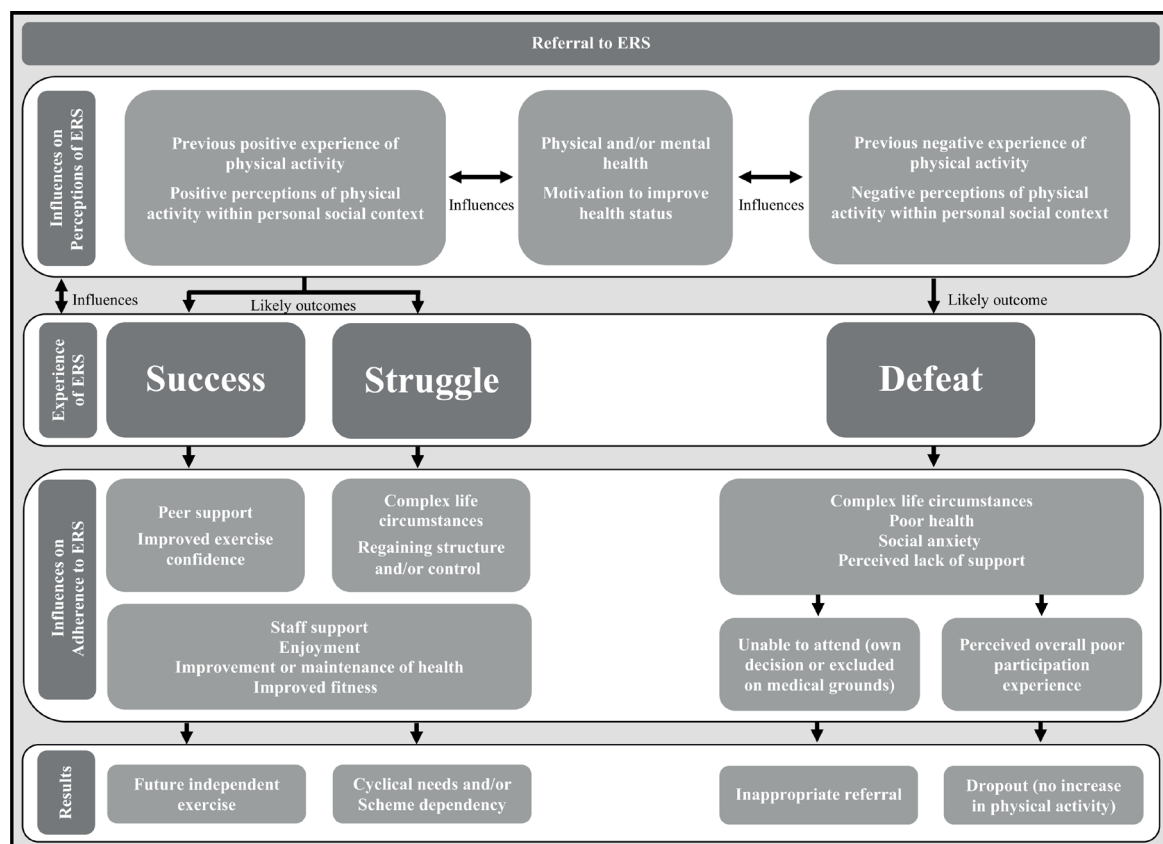 Referral to ERS
Influences on
Perceptions of ERS
Previous positive experience of
physical activity
Positive perceptions of physical
activity within personal social context
Influences
Physical and/or mental
health
Motivation to improve
health status
Influences
Previous negative experience of
physical activity
Negative perceptions of physical
activity within personal social context
Influences
Likely outcomes
Likely outcome
Experience
of ERS
Success
Struggle
Defeat
Influences on
Adherence to ERS
Peer support
Improved exercise
confidence
Complex life
circumstances
Regaining structure
and/or control
Staff support
Enjoyment
Improvement or maintenance of health
Improved fitness
Complex life circumstances
Poor health
Social anxiety
Perceived lack of support
Unable to attend (own
decision or excluded
on medical grounds)
Perceived overall poor
participation
experience
Results
Future independent
exercise
Cyclical needs and/or
Scheme dependency
Inappropriate referral
Dropout (no increase
in physical activity)